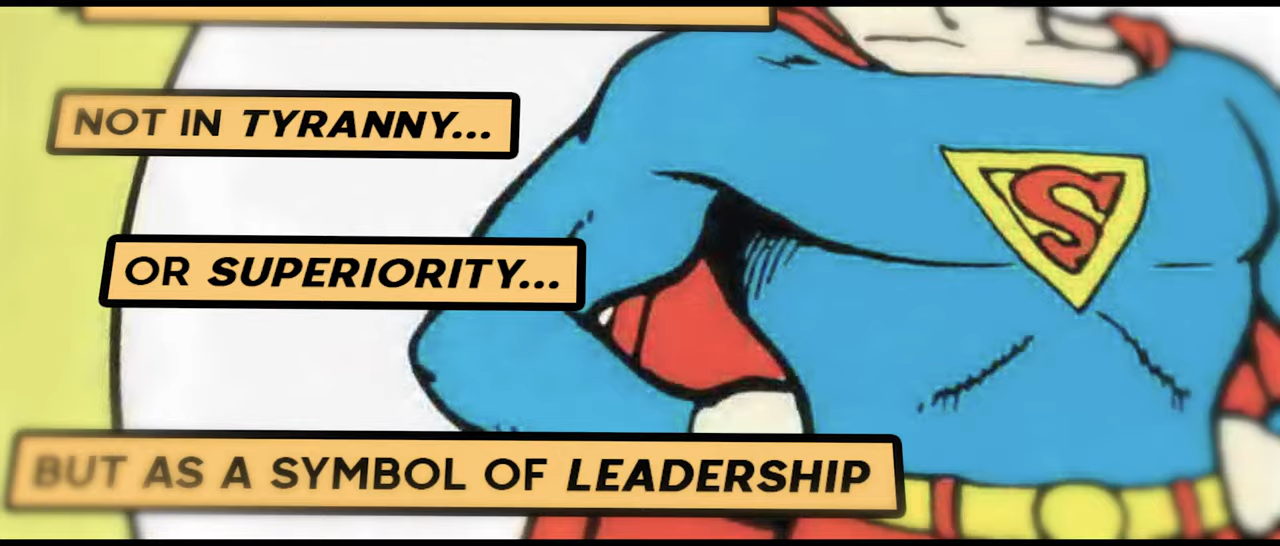 NOT IN TYRANNY...
OR SUPERIORITY...
BUT AS A SYMBOL OF LEADERSHIP
S